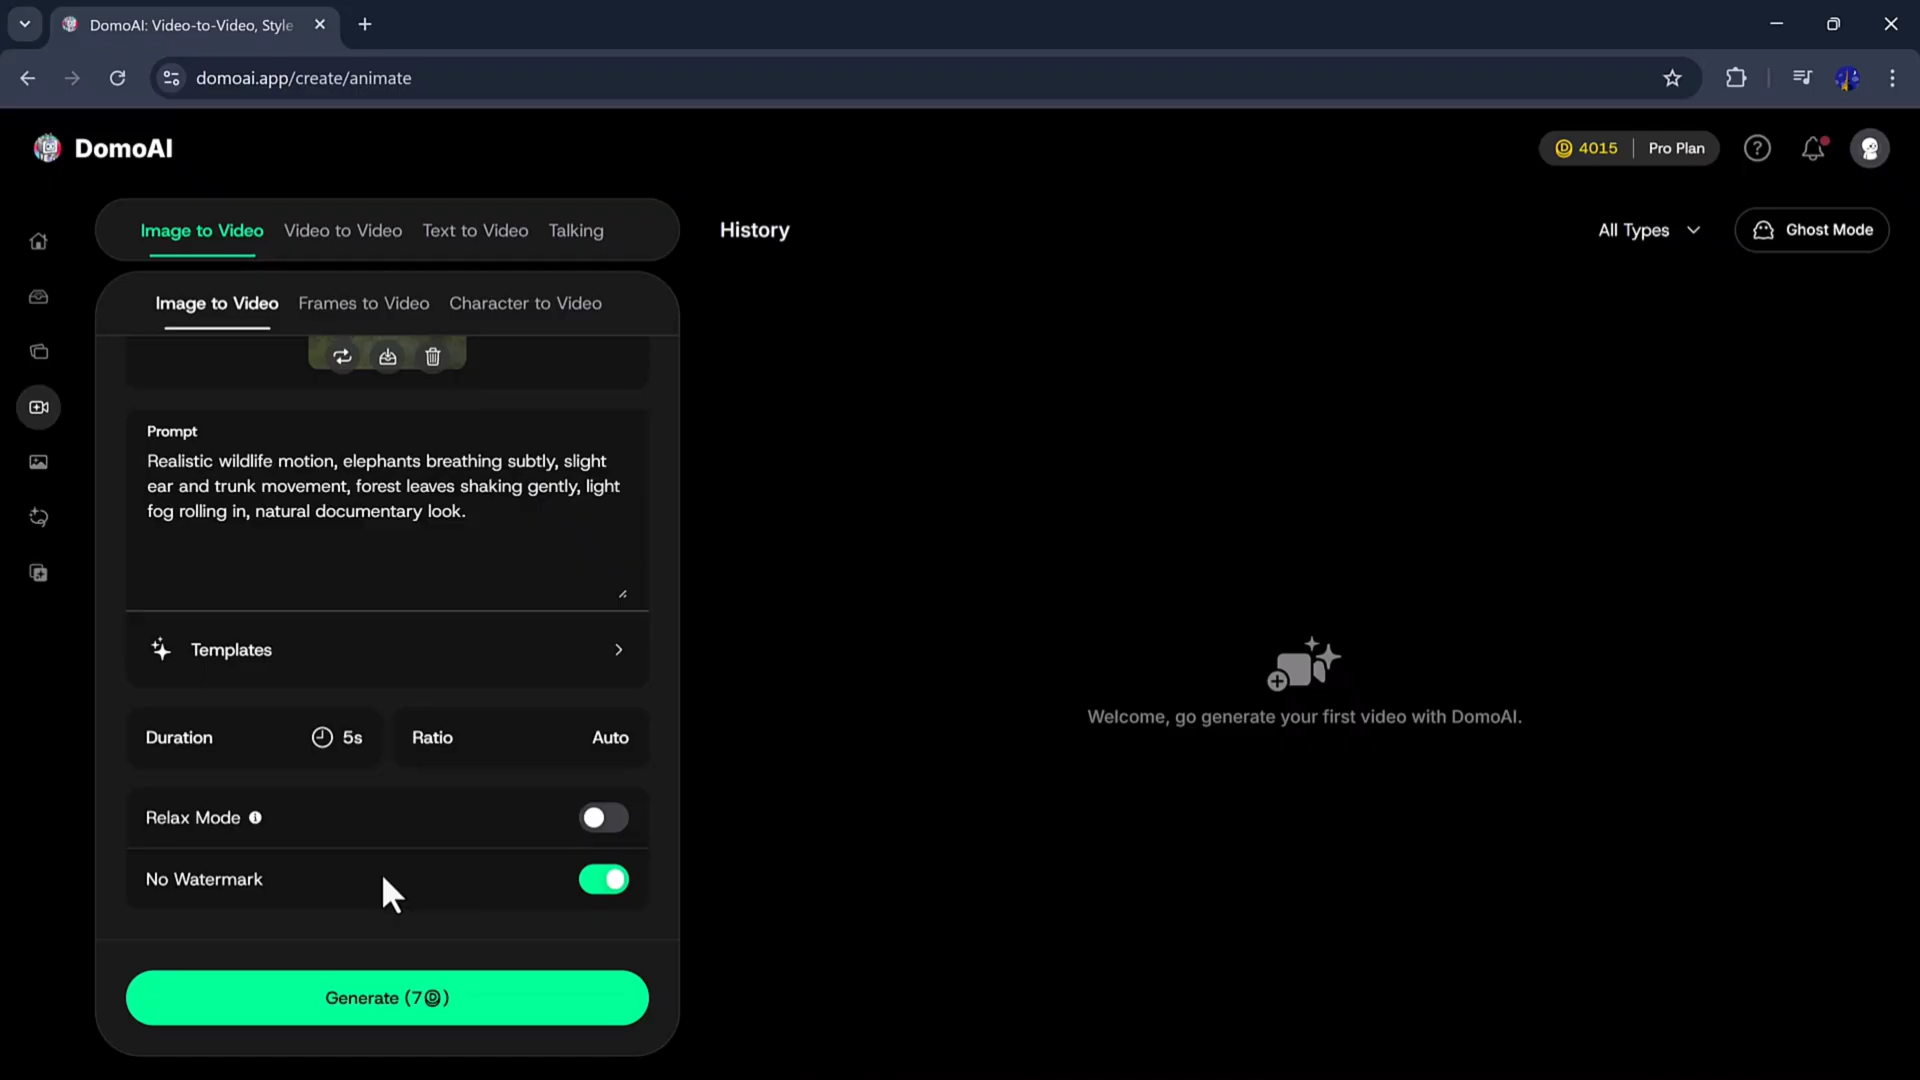 DomoAI: Video-to-Video, Style
domoai.app/create/animate
DomoAI
4015
Pro Plan
Image to Video
Video to Video
Text to Video
Talking
History
All Types
Ghost Mode
Image to Video
Frames to Video
Character to Video
Prompt
Realistic wildlife motion, elephants breathing subtly, slight
ear and trunk movement, forest leaves shaking gently, light
fog rolling in, natural documentary look.
Templates
Duration
5s
Ratio
Auto
Relax Mode
No Watermark
Generate (7)
Welcome, go generate your first video with DomoAI.